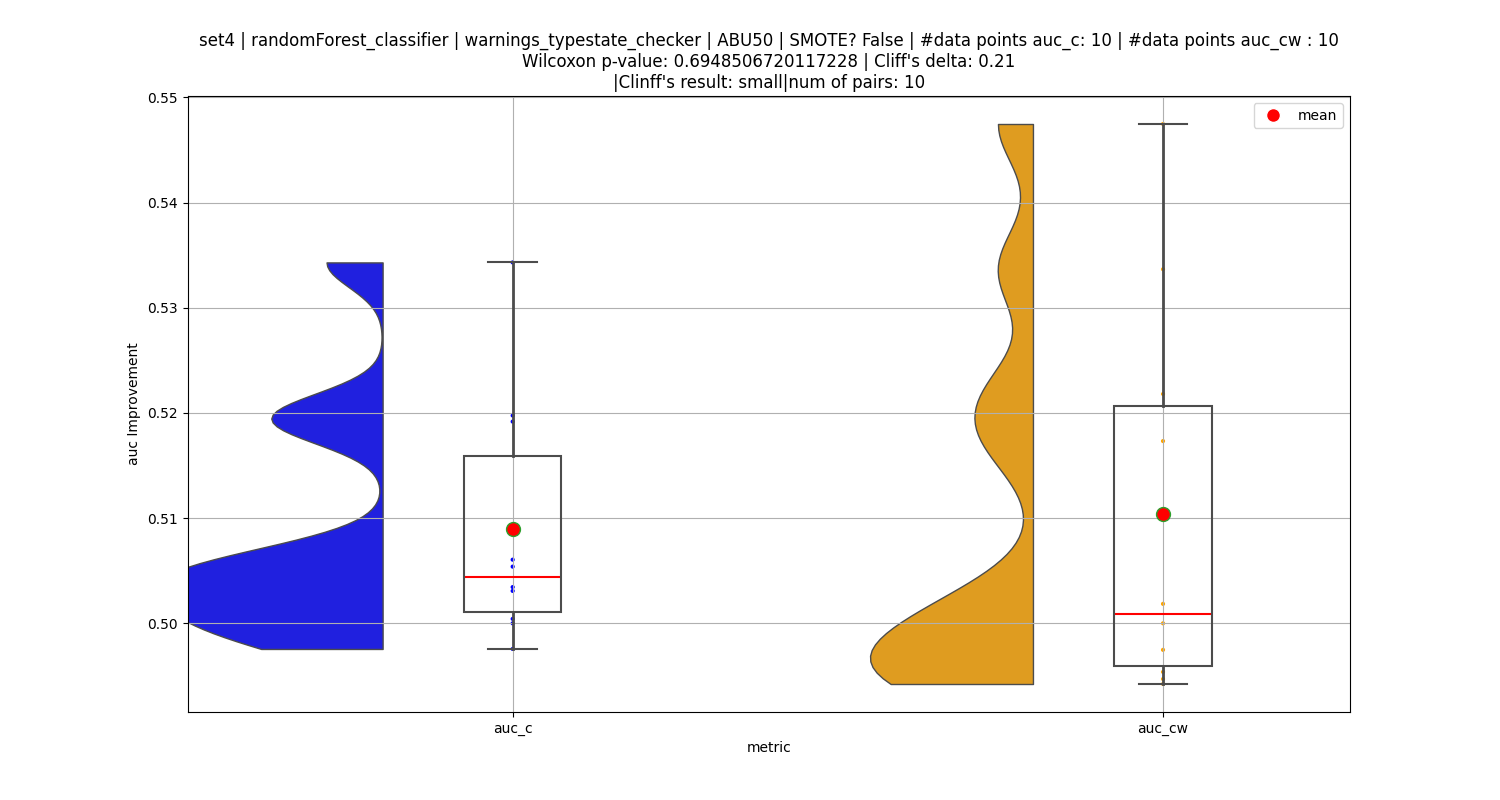 set4 | randomForest_classifier | warnings_typestate_checker | ABU50 | SMOTE? False | #data points auc_c: 10 | #data points auc_cw : 10
Wilcoxon p-value: 0.6948506720117228 | Cliff's delta: 0.21
|Clinff's result: small|num of pairs: 10
mean
0.55
0.54
0.53
0.52
0.51
0.50
auc Improvement
auc_c
auc_cw
metric